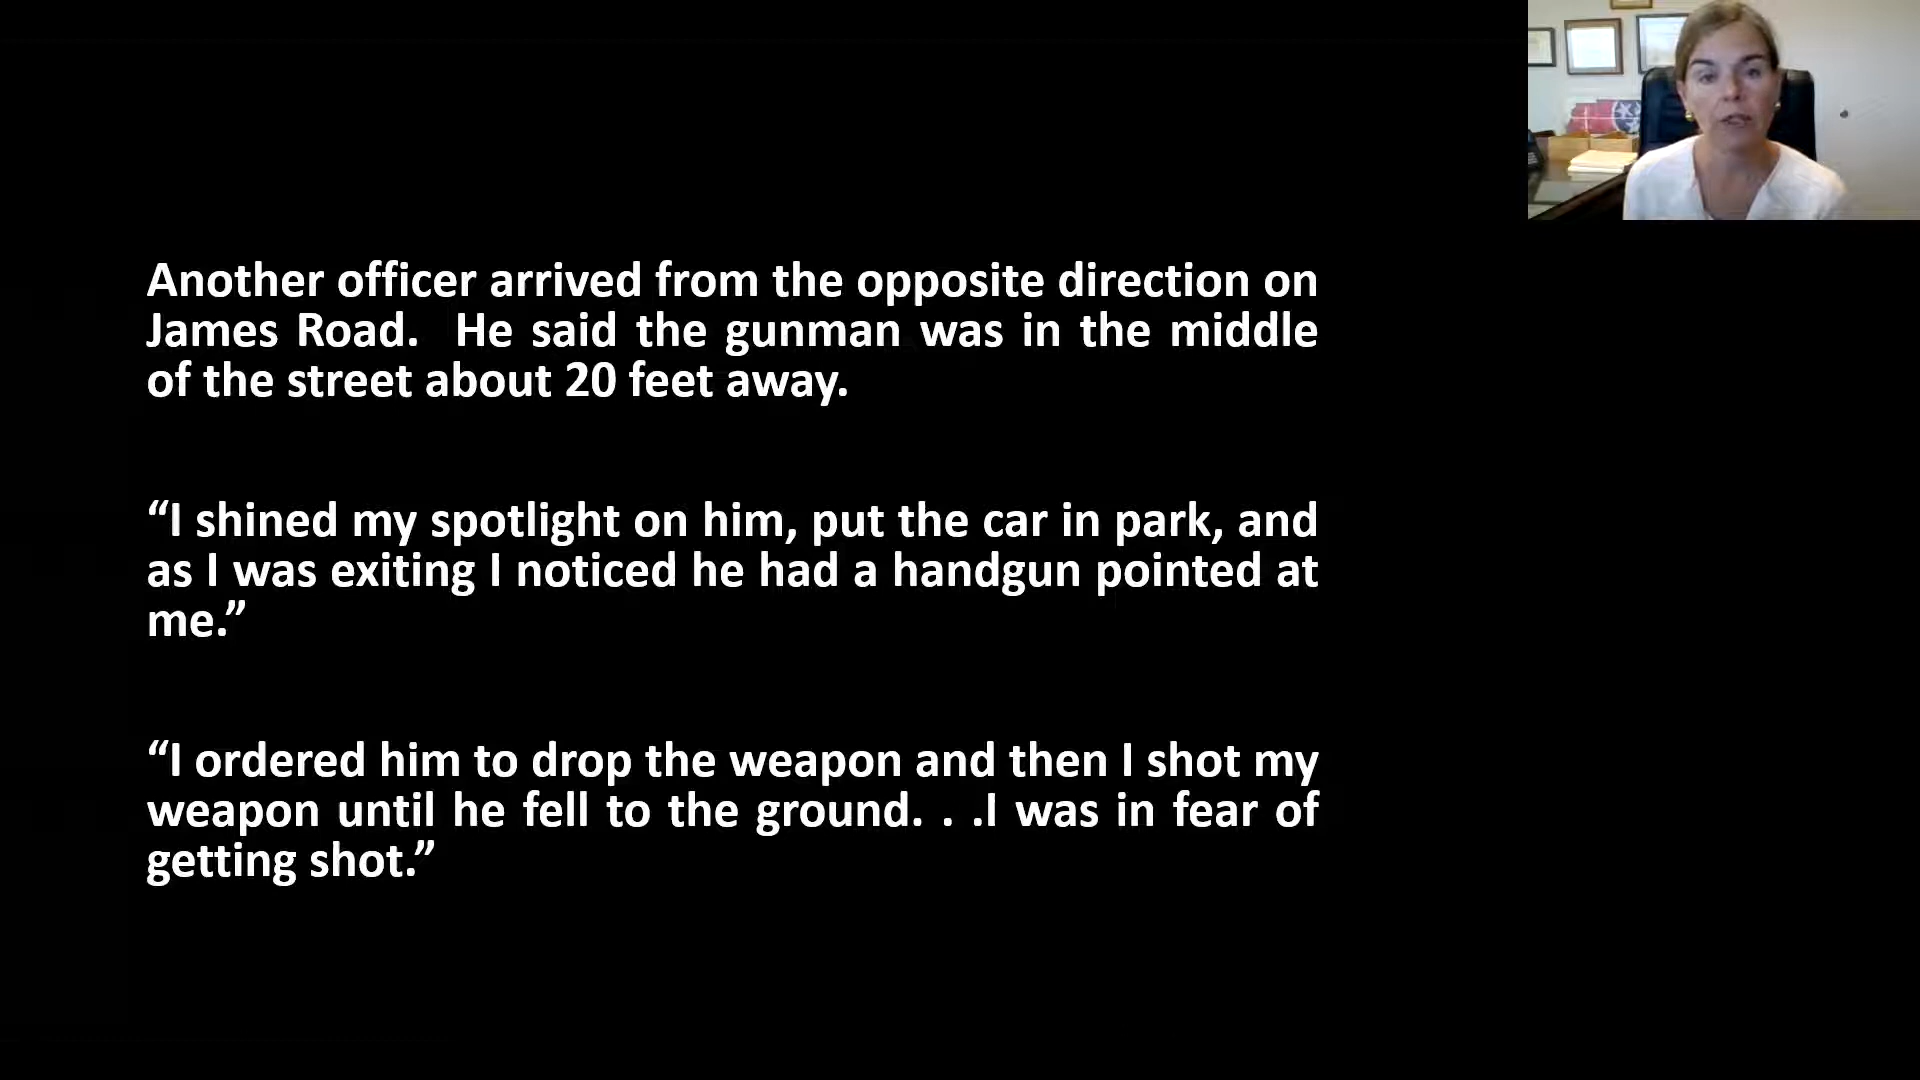 Another officer arrived from the opposite direction on
James Road.  He said the gunman was in the middle
of the street about 20 feet away.
“I shined my spotlight on him, put the car in park, and
as I was exiting I noticed he had a handgun pointed at
me.”
“I ordered him to drop the weapon and then I shot my
weapon until he fell to the ground. . .I was in fear of
getting shot.”